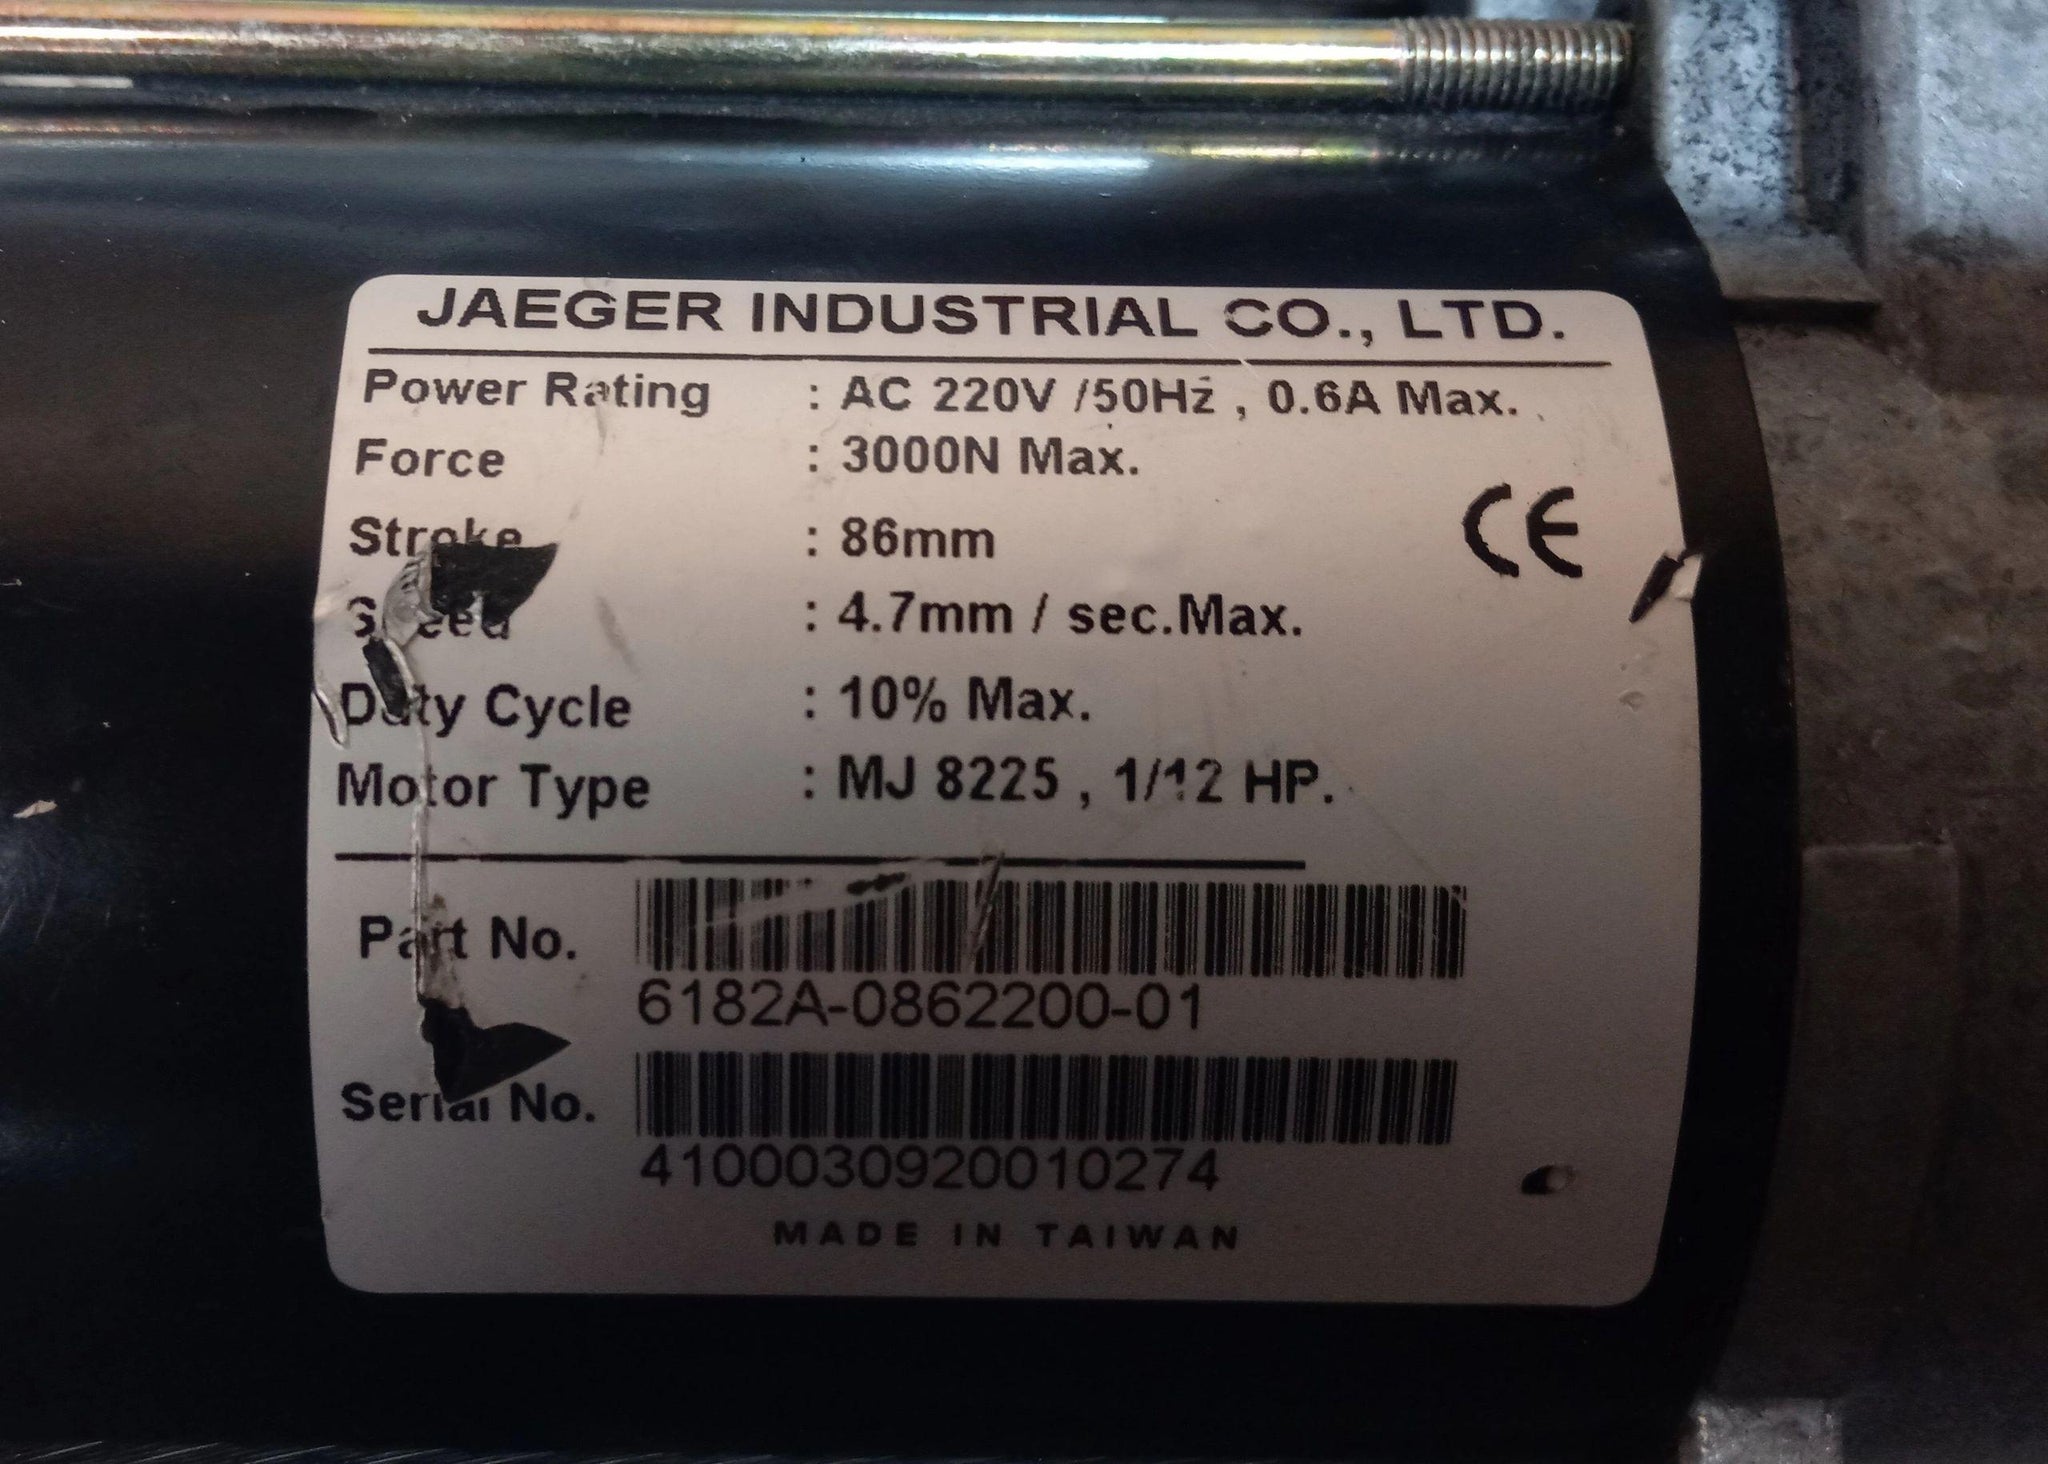 JAEGER INDUSTRIAL CO., LTD.
Power Rating : AC 220V /50Hz , 0.6A Max.
Force : 3000N Max.
CE
Stroke : 86mm
Speed : 4.7mm / sec.Max.
Duty Cycle : 10% Max.
Motor Type : MJ 8225 , 1/12 HP.
Part No.
6182A-0862200-01
Serial No.
4100030920010274
MADE IN TAIWAN